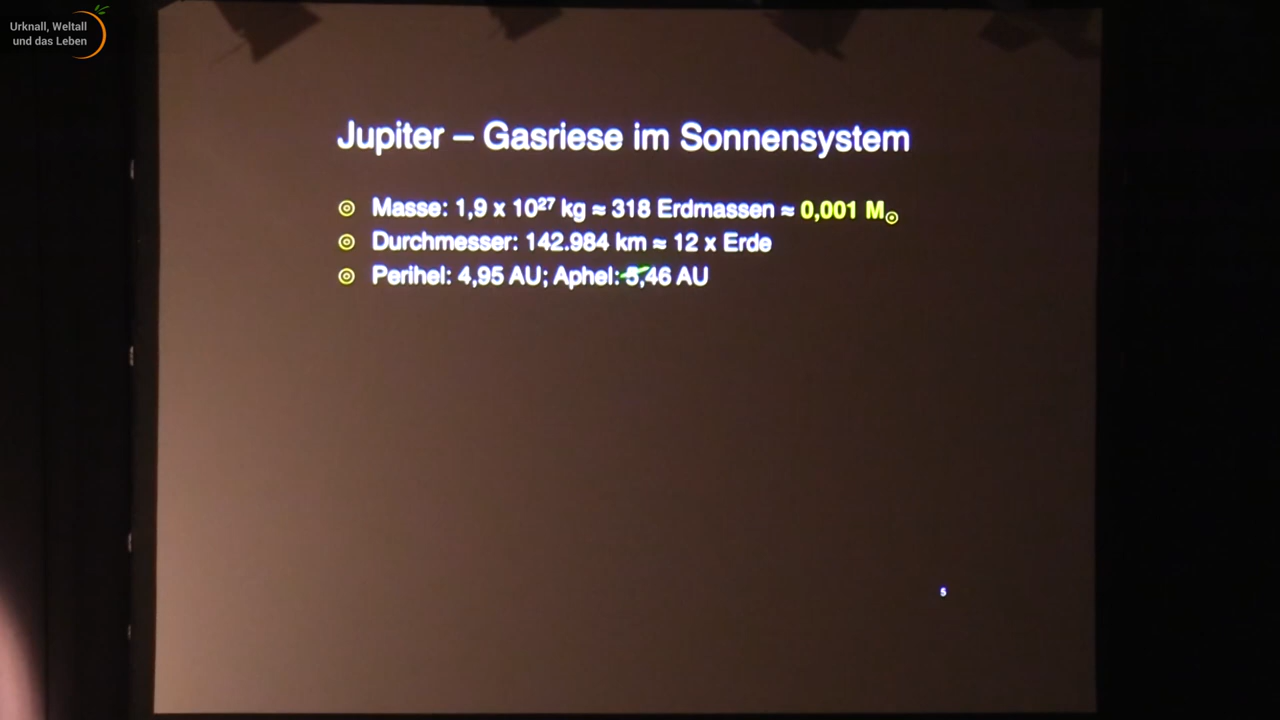 Urknall, Weltall
und das Leben
Jupiter – Gasriese im Sonnensystem
Masse: 1,9 x 10²⁷ kg ≈ 318 Erdmassen ≈ 0,001 M☉
Durchmesser: 142.984 km ≈ 12 x Erde
Perihel: 4,95 AU; Aphel: 5,46 AU
5